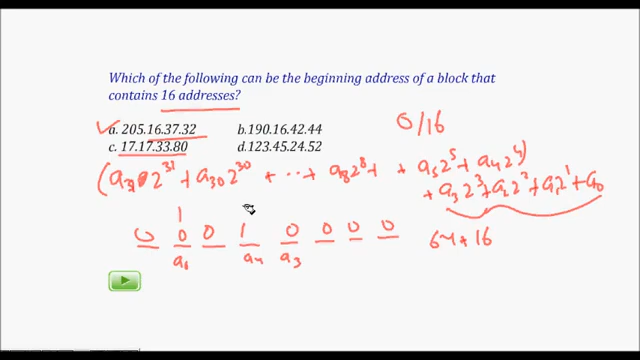 Which of the following can be the beginning address of a block that
contains 16 addresses?
a. 205.16.37.32 b.190.16.42.44
c. 17.17.33.80 d.123.45.24.52
0/16
(a31 2^31 + a30 2^30 + ... + a8 2^8 + + a5 2^5 + a4 2^4)
+ a3 2^3 + a2 2^2 + a1 2^1 + a0
1
0 0 0 1 0 0 0 0 64+16
a6 a4 a3